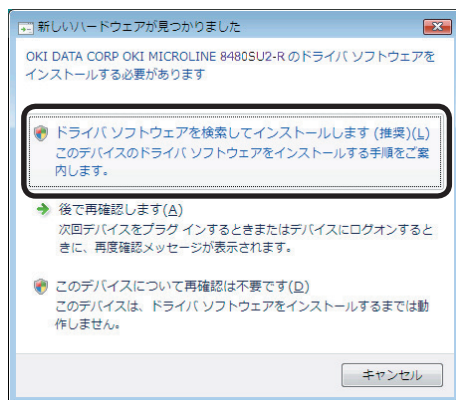 新しいハードウェアが見つかりました
OKI DATA CORP OKI MICROLINE 8480SU2-R のドライバ ソフトウェアを
インストールする必要があります
ドライバ ソフトウェアを検索してインストールします (推奨)(L)
このデバイスのドライバ ソフトウェアをインストールする手順をご案
内します。
後で再確認します(A)
次回デバイスをプラグ インするときまたはデバイスにログオンすると
きに、再度確認メッセージが表示されます。
このデバイスについて再確認は不要です(D)
このデバイスは、ドライバ ソフトウェアをインストールするまでは動
作しません。
キャンセル